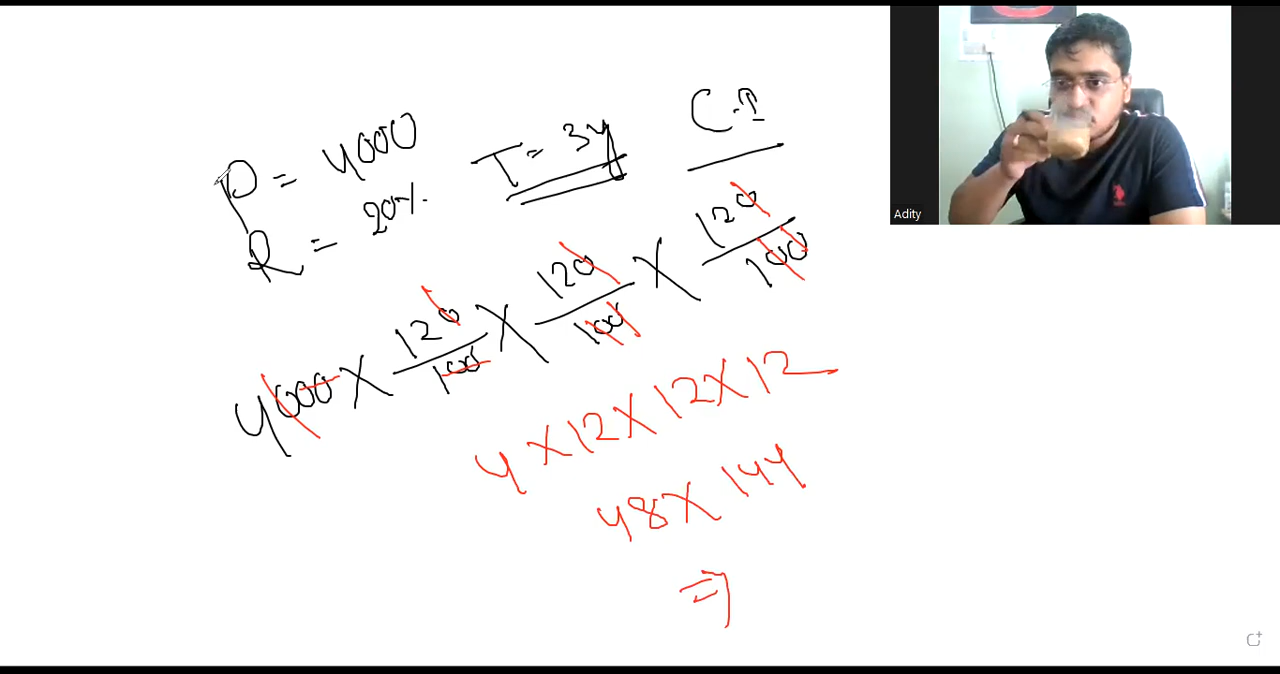 P = 4000 T = 3y C.I
R = 20%
4000 X 120/100 X 120/100 X 120/100
4 X 12 X 12 X 12
48 X 144
=>
Adity